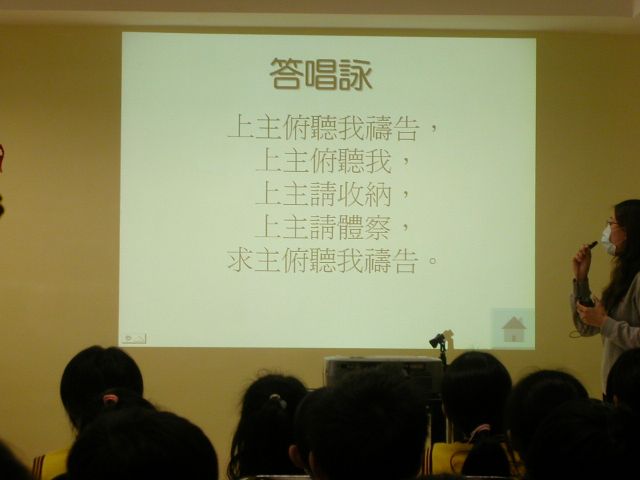 答唱詠
上主俯聽我禱告，
上主俯聽我，
上主請收納，
上主請體察，
求主俯聽我禱告。